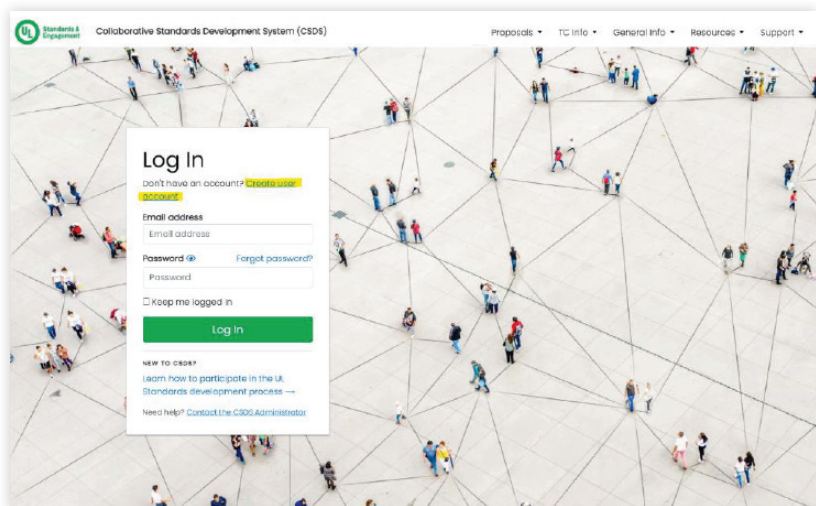 UL Standards & Engagement
Collaborative Standards Development System (CSDS)
Proposals TC Info General Info Resources Support
Log In
Don't have an account? Create user
account
Email address
Email address
Password Forgot password?
Password
Keep me logged in
Log In
NEW TO CSDS?
Learn how to participate in the UL
Standards development process →
Need help? Contact the CSDS Administrator